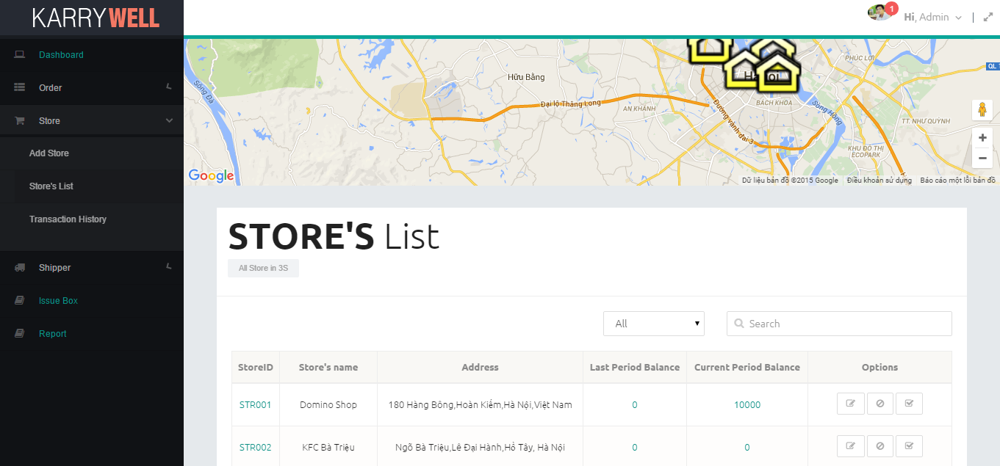 KARRYWELL
1
Hi, Admin
Dashboard
Order
Store
Add Store
Store's List
Transaction History
Shipper
Issue Box
Report
PHÚC LỢI
QL 1
Hữu Bằng
Đại lộ Thăng Long
AN KHÁNH
BÁCH KHOA
Sông Hồng
Sông Đà
Đường vành đai 3
TT. NHƯ QUỲNH
KHU ĐÔ THỊ
ECOPARK
Google
Dữ liệu bản đồ ©2015 Google
Điều khoản sử dụng
Báo cáo một lỗi bản đồ
STORE'S List
All Store in 3S
All
Search
StoreID Store's name Address Last Period Balance Current Period Balance Options
STR001 Domino Shop 180 Hàng Bông,Hoàn Kiếm,Hà Nội,Việt Nam 0 10000
STR002 KFC Bà Triệu Ngõ Bà Triệu,Lê Đại Hành,Hồ Tây, Hà Nội 0 0